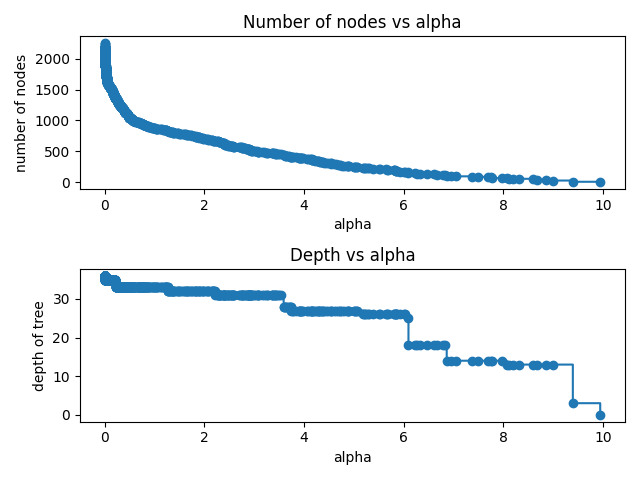 Number of nodes vs alpha
2000
1500
1000
500
0
number of nodes
0 2 4 6 8 10
alpha
Depth vs alpha
30
20
10
0
depth of tree
0 2 4 6 8 10
alpha